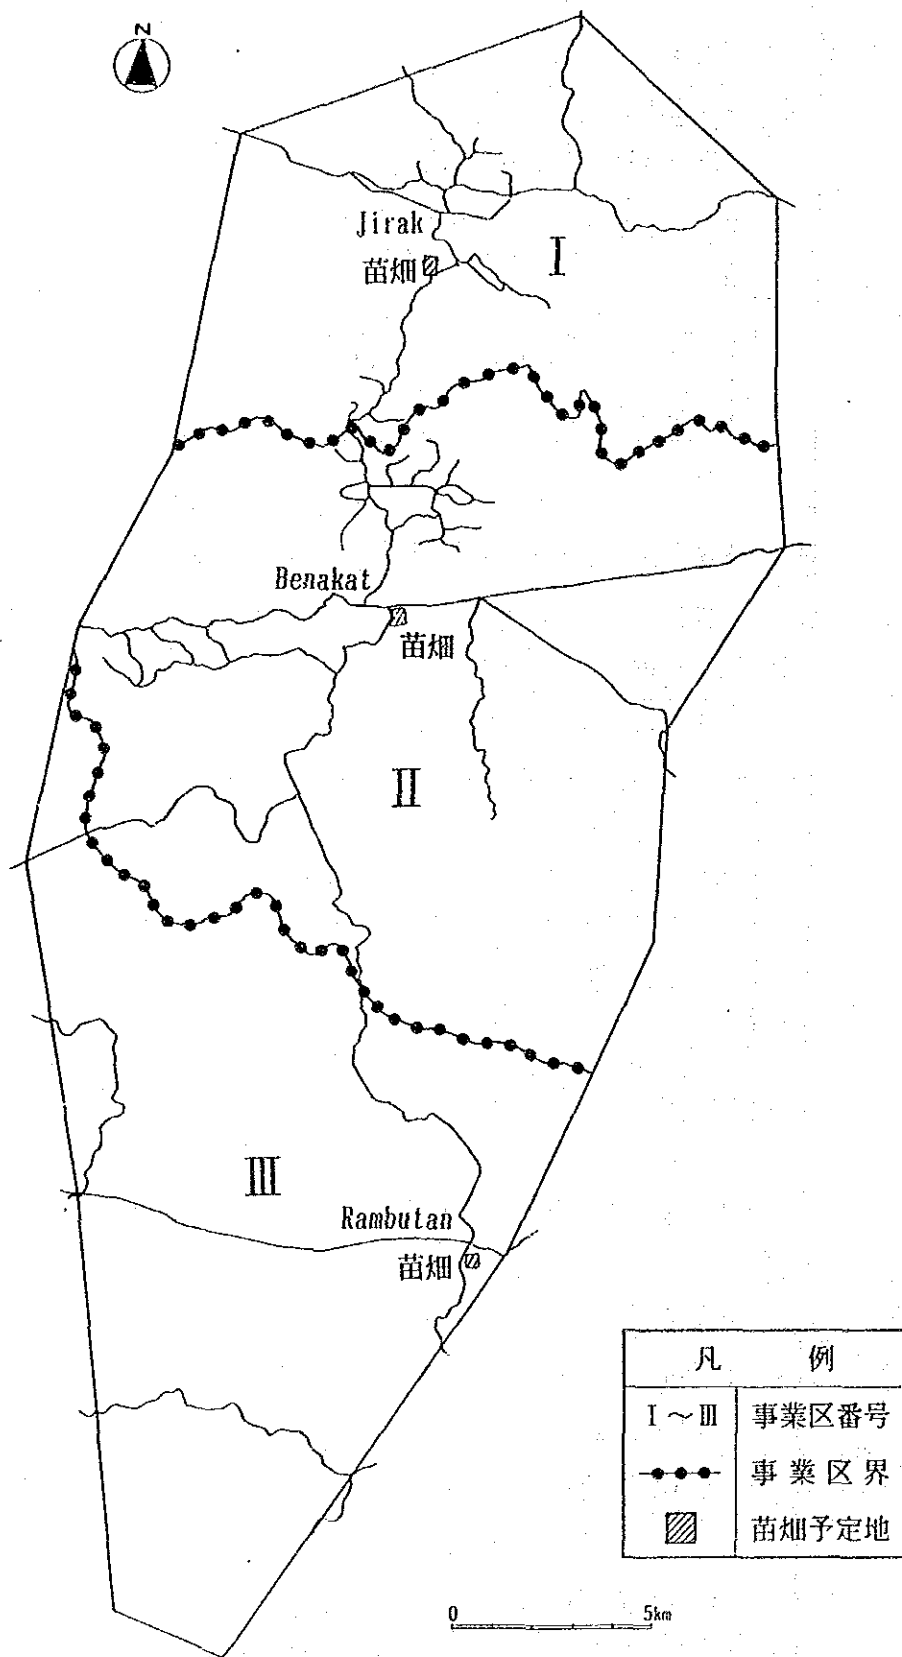 N
Jirak
苗畑
I
Benakat
苗畑
II
III
Rambutan
苗畑
凡 例
I～III 事業区番号
事業区界
苗畑予定地
0 5km